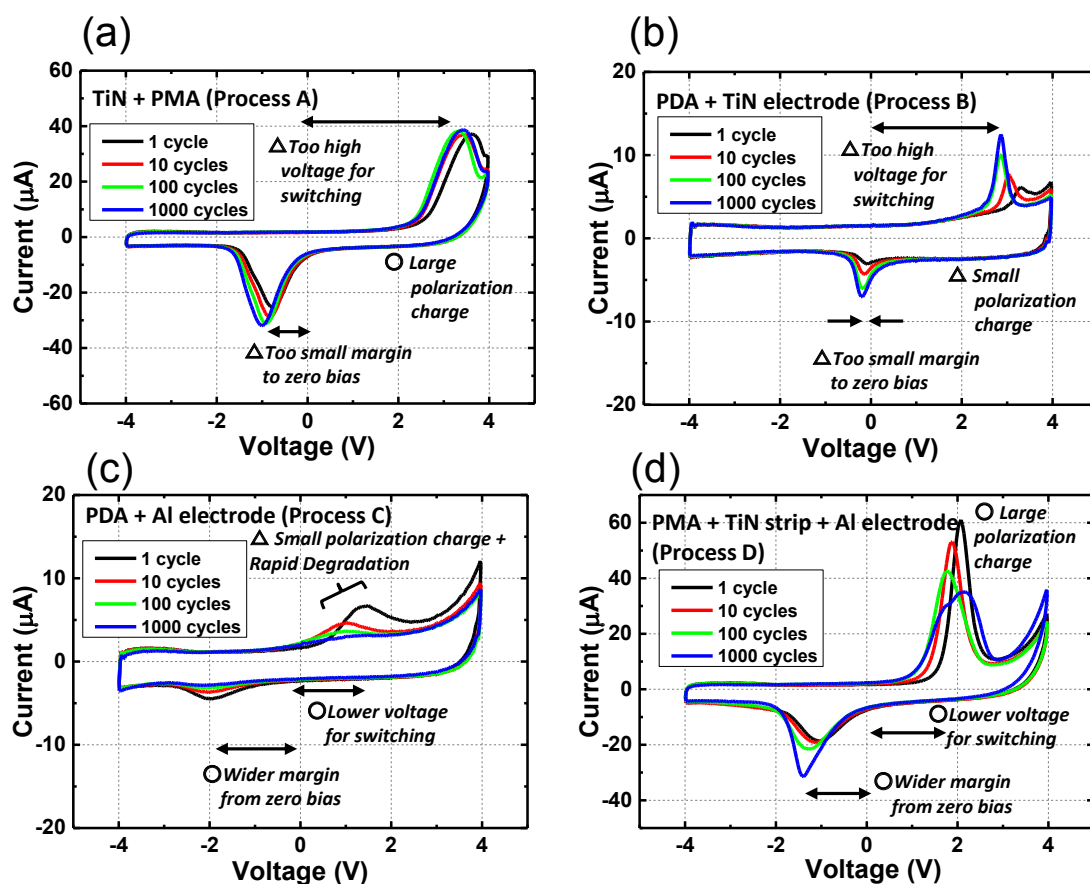 (a)
TiN + PMA (Process A)
1 cycle
10 cycles
100 cycles
1000 cycles
△ Too high
voltage for
switching
○ Large
polarization
charge
△ Too small margin
to zero bias
60
40
20
0
-20
-40
-60
-4
-2
0
2
4
Current (μA)
Voltage (V)
(b)
PDA + TiN electrode (Process B)
1 cycle
10 cycles
100 cycles
1000 cycles
△ Too high
voltage for
switching
△ Small
polarization
charge
△ Too small margin
to zero bias
20
10
0
-10
-20
-4
-2
0
2
4
Current (μA)
Voltage (V)
(c)
PDA + Al electrode (Process C)
△ Small polarization charge +
Rapid Degradation
1 cycle
10 cycles
100 cycles
1000 cycles
○ Lower voltage
for switching
○ Wider margin
from zero bias
20
10
0
-10
-20
-4
-2
0
2
4
Current (μA)
Voltage (V)
(d)
PMA + TiN strip + Al electrode
(Process D)
○ Large
polarization
charge
1 cycle
10 cycles
100 cycles
1000 cycles
○ Lower voltage
for switching
○ Wider margin
from zero bias
60
40
20
0
-20
-40
-4
-2
0
2
4
Current (μA)
Voltage (V)